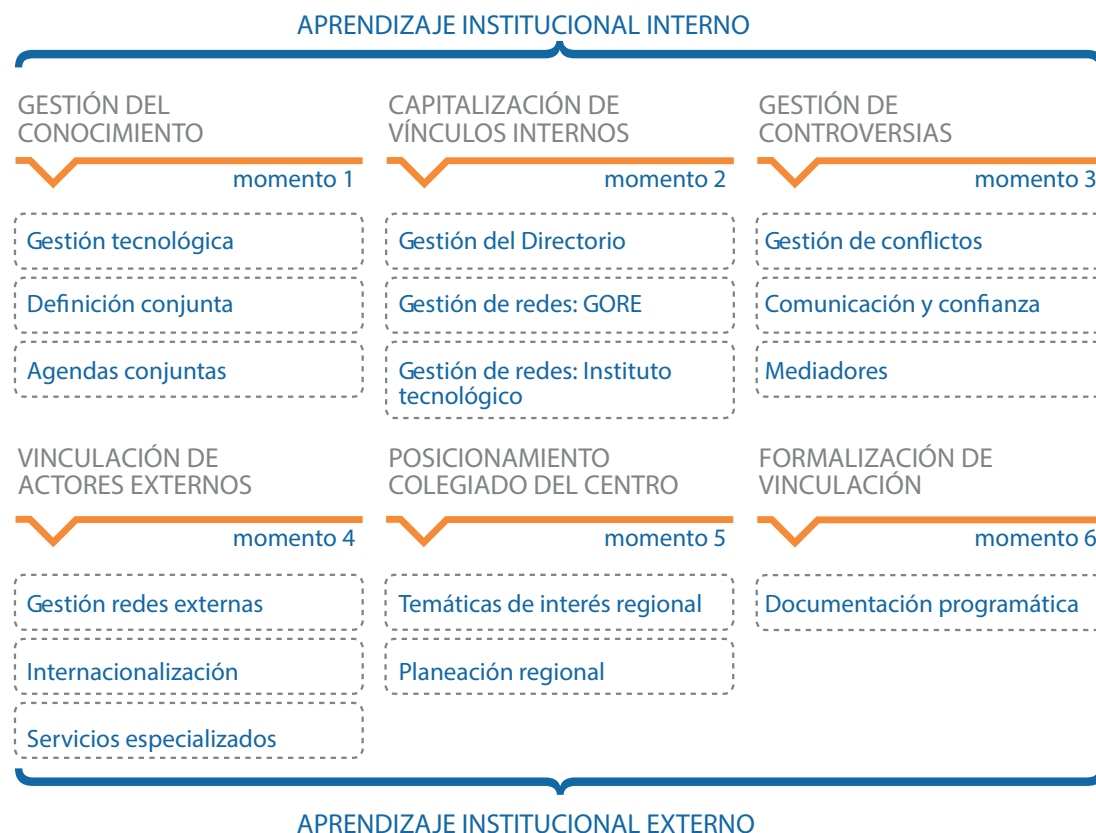 APRENDIZAJE INSTITUCIONAL INTERNO
GESTIÓN DEL
CONOCIMIENTO
momento 1
Gestión tecnológica
Definición conjunta
Agendas conjuntas
CAPITALIZACIÓN DE
VÍNCULOS INTERNOS
momento 2
Gestión del Directorio
Gestión de redes: GORE
Gestión de redes: Instituto
tecnológico
GESTIÓN DE
CONTROVERSIAS
momento 3
Gestión de conflictos
Comunicación y confianza
Mediadores
VINCULACIÓN DE
ACTORES EXTERNOS
momento 4
Gestión redes externas
Internacionalización
Servicios especializados
POSICIONAMIENTO
COLEGIADO DEL CENTRO
momento 5
Temáticas de interés regional
Planeación regional
FORMALIZACIÓN DE
VINCULACIÓN
momento 6
Documentación programática
APRENDIZAJE INSTITUCIONAL EXTERNO